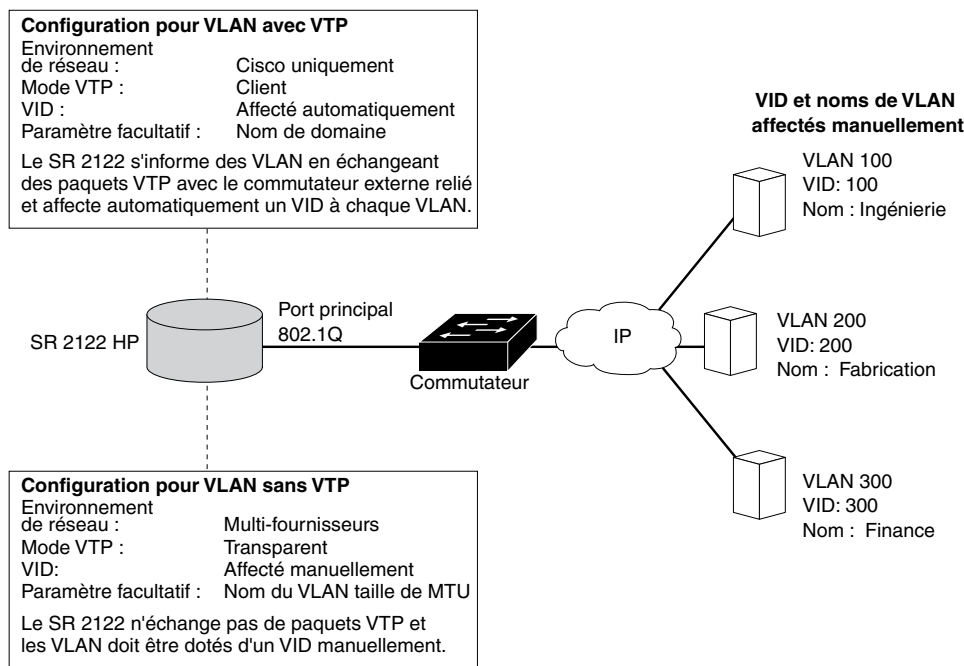 Configuration pour VLAN avec VTP
Environnement
de réseau : Cisco uniquement
Mode VTP : Client
VID : Affecté automatiquement
Paramètre facultatif : Nom de domaine
Le SR 2122 s'informe des VLAN en échangeant
des paquets VTP avec le commutateur externe relié
et affecte automatiquement un VID à chaque VLAN.
VID et noms de VLAN
affectés manuellement
VLAN 100
VID: 100
Nom : Ingénierie
SR 2122 HP
Port principal
802.1Q
Commutateur
IP
VLAN 200
VID: 200
Nom : Fabrication
VLAN 300
VID: 300
Nom : Finance
Configuration pour VLAN sans VTP
Environnement
de réseau : Multi-fournisseurs
Mode VTP : Transparent
VID: Affecté manuellement
Paramètre facultatif : Nom du VLAN taille de MTU
Le SR 2122 n'échange pas de paquets VTP et
les VLAN doit être dotés d'un VID manuellement.